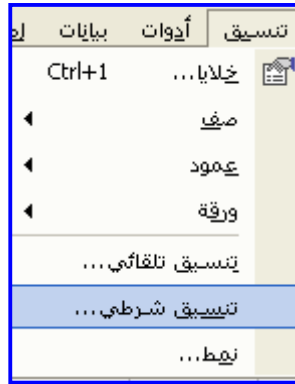 تنسيق أدوات بيانات
خلايا... Ctrl+1
صف
عمود
ورقة
تنسيق تلقائي...
تنسيق شرطي...
نمط...